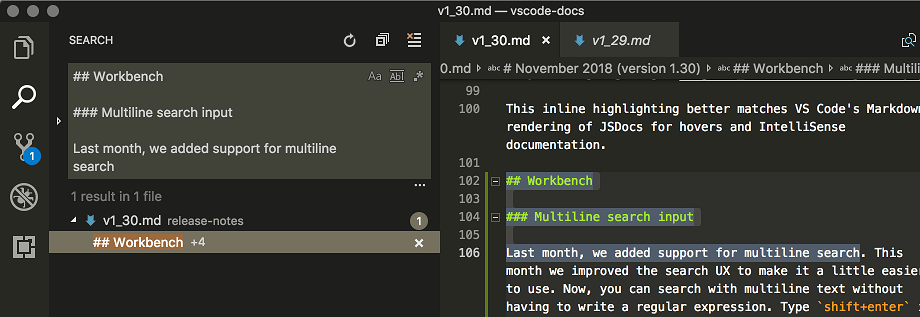 v1_30.md — vscode-docs
SEARCH
v1_30.md ×
v1_29.md
## Workbench
Aa Abl .*
0.md › abc # November 2018 (version 1.30) › abc ## Workbench › abc ### Multili
### Multiline search input
Last month, we added support for multiline
search
...
1 result in 1 file
v1_30.md release-notes 1
## Workbench +4 ×
1
99
100 This inline highlighting better matches VS Code's Markdown
rendering of JSDocs for hovers and IntelliSense
documentation.
101
102 ## Workbench
103
104 ### Multiline search input
105
106 Last month, we added support for multiline search. This
month we improved the search UX to make it a little easier
to use. Now, you can search with multiline text without
having to write a regular expression. Type `shift+enter`